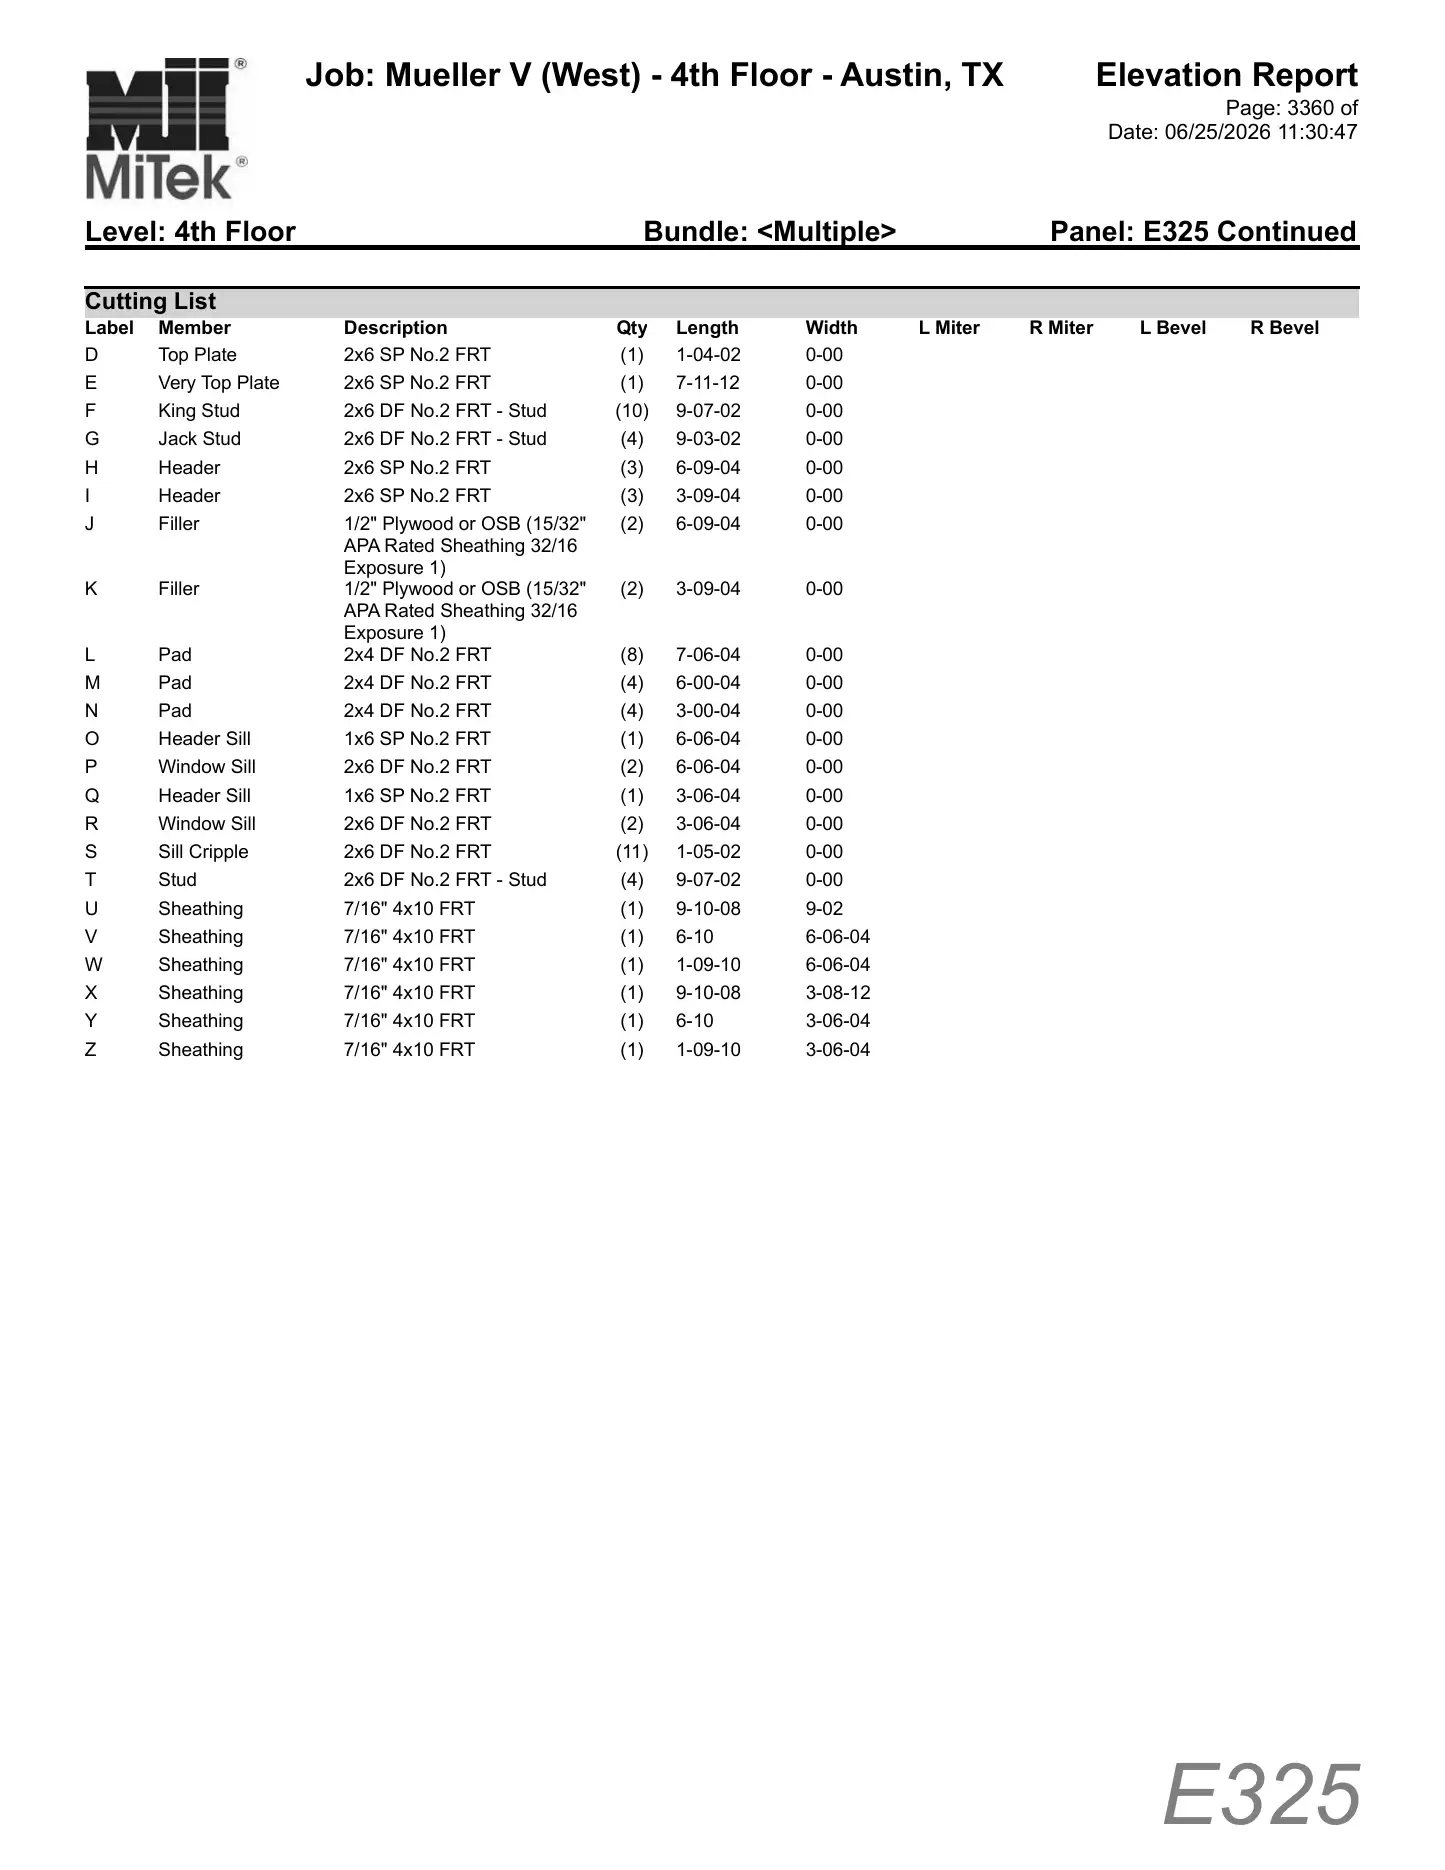 MiTek®
Job: Mueller V (West) - 4th Floor - Austin, TX
Elevation Report
Page: 3360 of
Date: 06/25/2026 11:30:47
Level: 4th Floor Bundle: <Multiple> Panel: E325 Continued
Cutting List
Label Member Description Qty Length Width L Miter R Miter L Bevel R Bevel
D Top Plate 2x6 SP No.2 FRT (1) 1-04-02 0-00
E Very Top Plate 2x6 SP No.2 FRT (1) 7-11-12 0-00
F King Stud 2x6 DF No.2 FRT - Stud (10) 9-07-02 0-00
G Jack Stud 2x6 DF No.2 FRT - Stud (4) 9-03-02 0-00
H Header 2x6 SP No.2 FRT (3) 6-09-04 0-00
I Header 2x6 SP No.2 FRT (3) 3-09-04 0-00
J Filler 1/2" Plywood or OSB (15/32" (2) 6-09-04 0-00
APA Rated Sheathing 32/16
Exposure 1)
K Filler 1/2" Plywood or OSB (15/32" (2) 3-09-04 0-00
APA Rated Sheathing 32/16
Exposure 1)
L Pad 2x4 DF No.2 FRT (8) 7-06-04 0-00
M Pad 2x4 DF No.2 FRT (4) 6-00-04 0-00
N Pad 2x4 DF No.2 FRT (4) 3-00-04 0-00
O Header Sill 1x6 SP No.2 FRT (1) 6-06-04 0-00
P Window Sill 2x6 DF No.2 FRT (2) 6-06-04 0-00
Q Header Sill 1x6 SP No.2 FRT (1) 3-06-04 0-00
R Window Sill 2x6 DF No.2 FRT (2) 3-06-04 0-00
S Sill Cripple 2x6 DF No.2 FRT (11) 1-05-02 0-00
T Stud 2x6 DF No.2 FRT - Stud (4) 9-07-02 0-00
U Sheathing 7/16" 4x10 FRT (1) 9-10-08 9-02
V Sheathing 7/16" 4x10 FRT (1) 6-10 6-06-04
W Sheathing 7/16" 4x10 FRT (1) 1-09-10 6-06-04
X Sheathing 7/16" 4x10 FRT (1) 9-10-08 3-08-12
Y Sheathing 7/16" 4x10 FRT (1) 6-10 3-06-04
Z Sheathing 7/16" 4x10 FRT (1) 1-09-10 3-06-04
E325